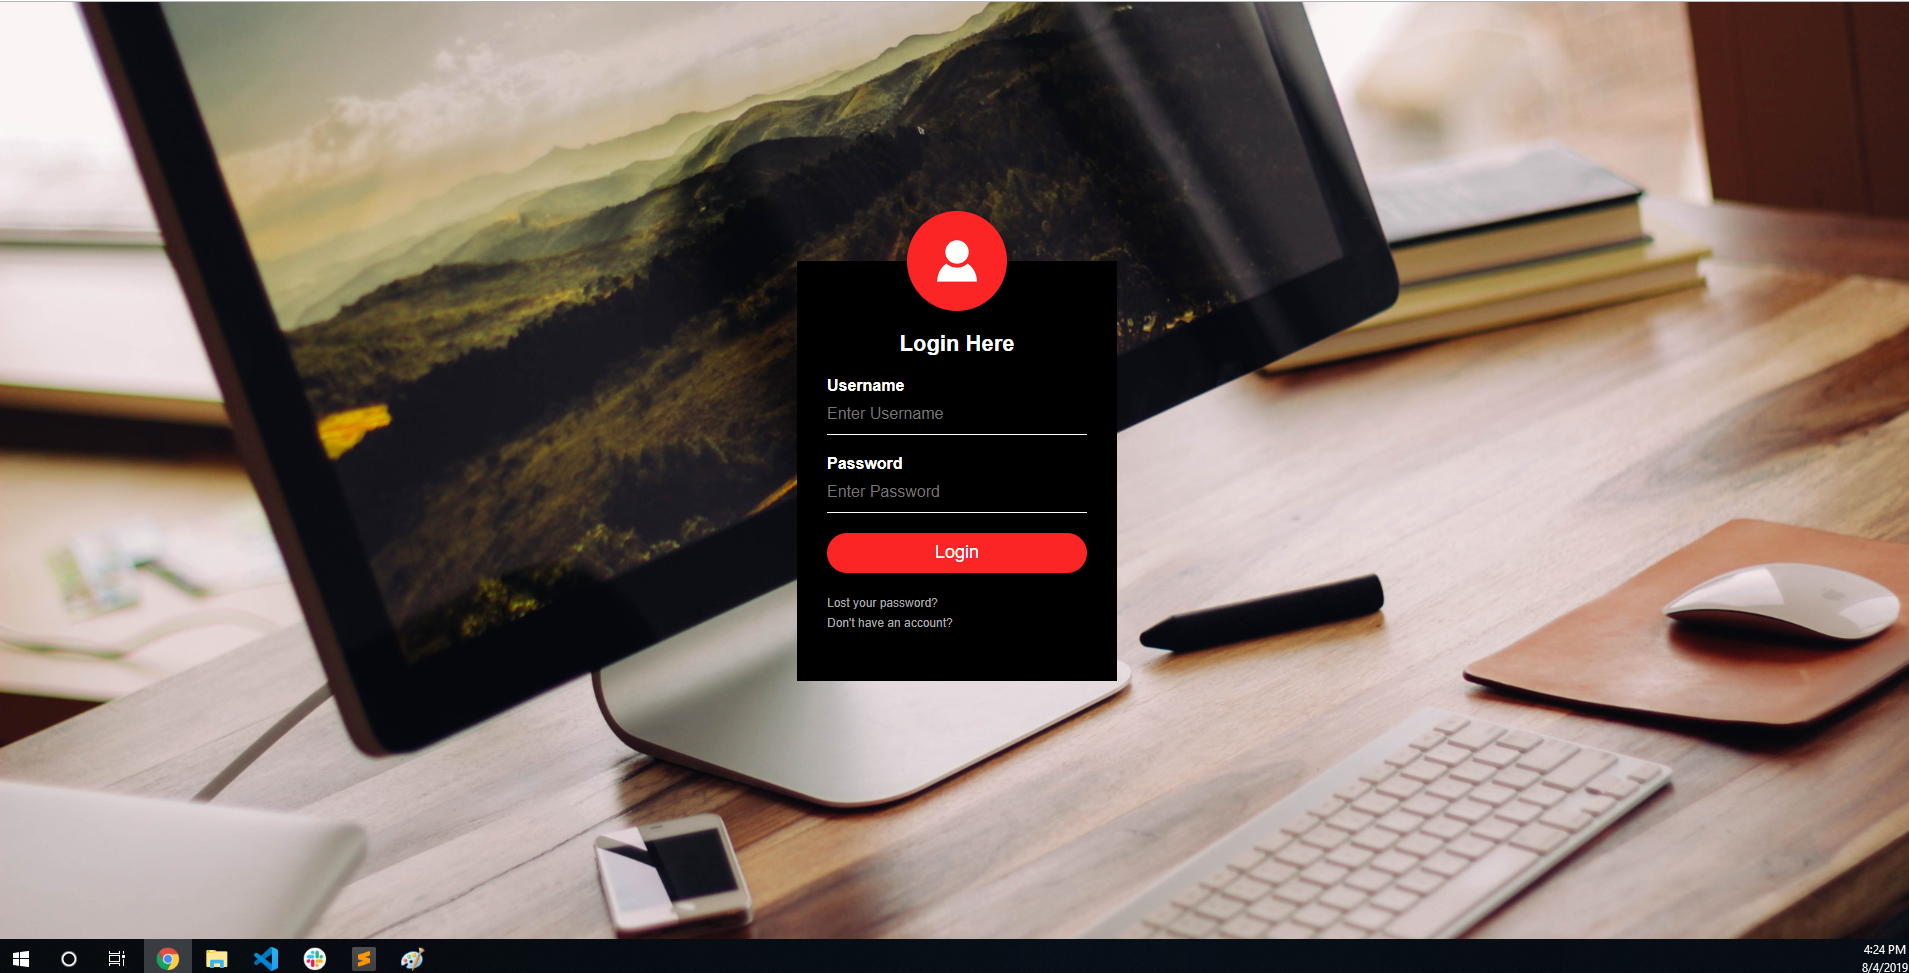 Login Here
Username
Enter Username
Password
Enter Password
Login
Lost your password?
Don't have an account?
4:24 PM
8/4/2019